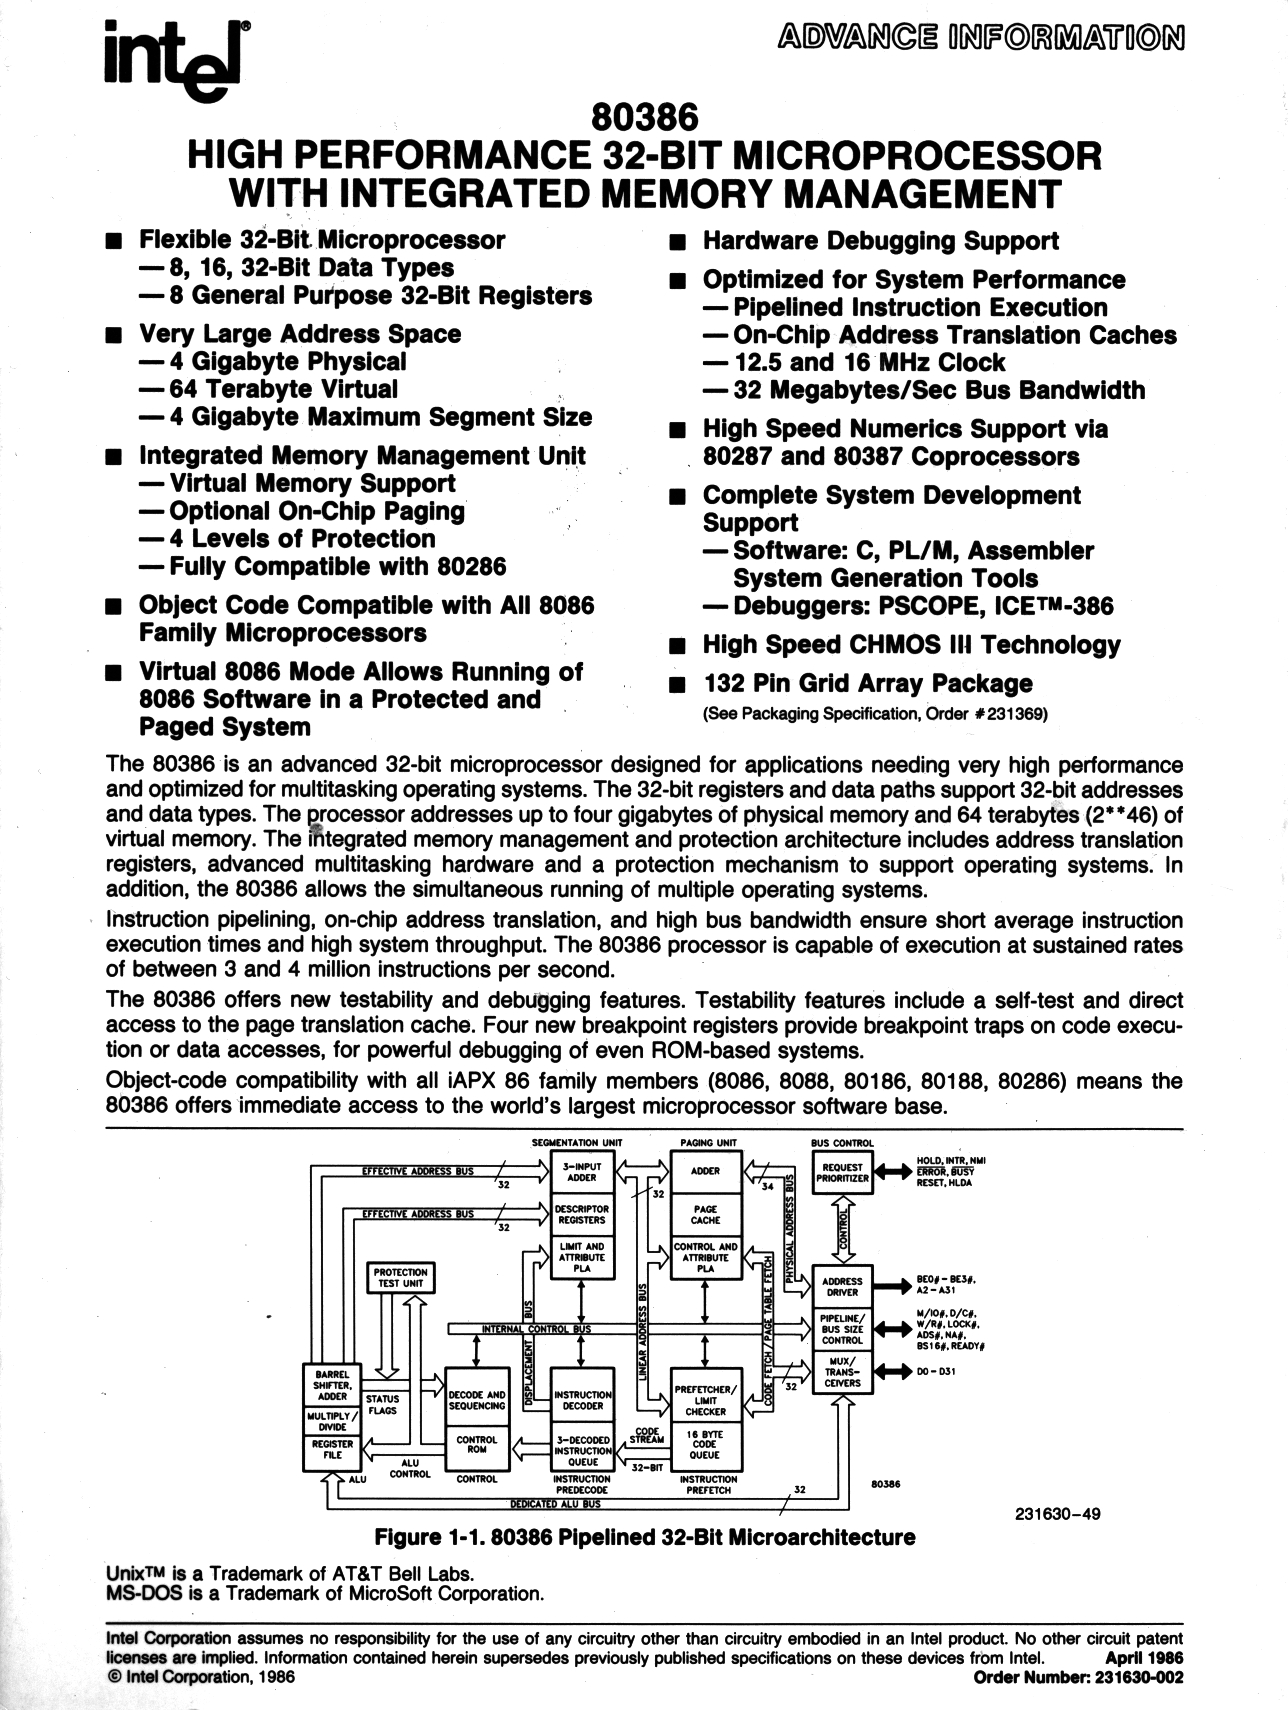 intel®
ADVANCE INFORMATION
80386
HIGH PERFORMANCE 32-BIT MICROPROCESSOR
WITH INTEGRATED MEMORY MANAGEMENT
■ Flexible 32-Bit Microprocessor
— 8, 16, 32-Bit Data Types
— 8 General Purpose 32-Bit Registers
■ Very Large Address Space
— 4 Gigabyte Physical
— 64 Terabyte Virtual
— 4 Gigabyte Maximum Segment Size
■ Integrated Memory Management Unit
— Virtual Memory Support
— Optional On-Chip Paging
— 4 Levels of Protection
— Fully Compatible with 80286
■ Object Code Compatible with All 8086
Family Microprocessors
■ Virtual 8086 Mode Allows Running of
8086 Software in a Protected and
Paged System
■ Hardware Debugging Support
■ Optimized for System Performance
— Pipelined Instruction Execution
— On-Chip Address Translation Caches
— 12.5 and 16 MHz Clock
— 32 Megabytes/Sec Bus Bandwidth
■ High Speed Numerics Support via
80287 and 80387 Coprocessors
■ Complete System Development
Support
— Software: C, PL/M, Assembler
System Generation Tools
— Debuggers: PSCOPE, ICE™-386
■ High Speed CHMOS III Technology
■ 132 Pin Grid Array Package
(See Packaging Specification, Order #231369)
The 80386 is an advanced 32-bit microprocessor designed for applications needing very high performance
and optimized for multitasking operating systems. The 32-bit registers and data paths support 32-bit addresses
and data types. The processor addresses up to four gigabytes of physical memory and 64 terabytes (2**46) of
virtual memory. The integrated memory management and protection architecture includes address translation
registers, advanced multitasking hardware and a protection mechanism to support operating systems. In
addition, the 80386 allows the simultaneous running of multiple operating systems.
Instruction pipelining, on-chip address translation, and high bus bandwidth ensure short average instruction
execution times and high system throughput. The 80386 processor is capable of execution at sustained rates
of between 3 and 4 million instructions per second.
The 80386 offers new testability and debugging features. Testability features include a self-test and direct
access to the page translation cache. Four new breakpoint registers provide breakpoint traps on code execu-
tion or data accesses, for powerful debugging of even ROM-based systems.
Object-code compatibility with all iAPX 86 family members (8086, 8088, 80186, 80188, 80286) means the
80386 offers immediate access to the world's largest microprocessor software base.
SEGMENTATION UNIT
PAGING UNIT
BUS CONTROL
EFFECTIVE ADDRESS BUS
32
3-INPUT
ADDER
32
ADDER
34
REQUEST
PRIORITIZER
HOLD, INTR, NMI
ERROR, BUSY
RESET, HLDA
EFFECTIVE ADDRESS BUS
32
DESCRIPTOR
REGISTERS
PAGE
CACHE
PHYSICAL ADDRESS BUS
CONTROL
LIMIT AND
ATTRIBUTE
PLA
CONTROL AND
ATTRIBUTE
PLA
PROTECTION
TEST UNIT
ADDRESS
DRIVER
BE0# - BE3#,
A2 - A31
DISPLACEMENT BUS
INTERNAL CONTROL BUS
LINEAR ADDRESS BUS
CODE FETCH / PAGE TABLE FETCH
PIPELINE/
BUS SIZE
CONTROL
M/IO#, D/C#,
W/R#, LOCK#,
ADS#, NA#,
BS16#, READY#
MUX/
TRANS-
CEIVERS
D0 - D31
32
BARREL
SHIFTER,
ADDER
MULTIPLY /
DIVIDE
REGISTER
FILE
ALU
STATUS
FLAGS
ALU
CONTROL
DECODE AND
SEQUENCING
CONTROL
ROM
CONTROL
INSTRUCTION
DECODER
3-DECODED
INSTRUCTION
QUEUE
INSTRUCTION
PREDECODE
CODE
STREAM
32-BIT
PREFETCHER/
LIMIT
CHECKER
16 BYTE
CODE
QUEUE
INSTRUCTION
PREFETCH
32
80386
DEDICATED ALU BUS
231630-49
Figure 1-1. 80386 Pipelined 32-Bit Microarchitecture
Unix™ is a Trademark of AT&T Bell Labs.
MS-DOS is a Trademark of MicroSoft Corporation.
Intel Corporation assumes no responsibility for the use of any circuitry other than circuitry embodied in an Intel product. No other circuit patent
licenses are implied. Information contained herein supersedes previously published specifications on these devices from Intel. April 1986
© Intel Corporation, 1986 Order Number: 231630-002